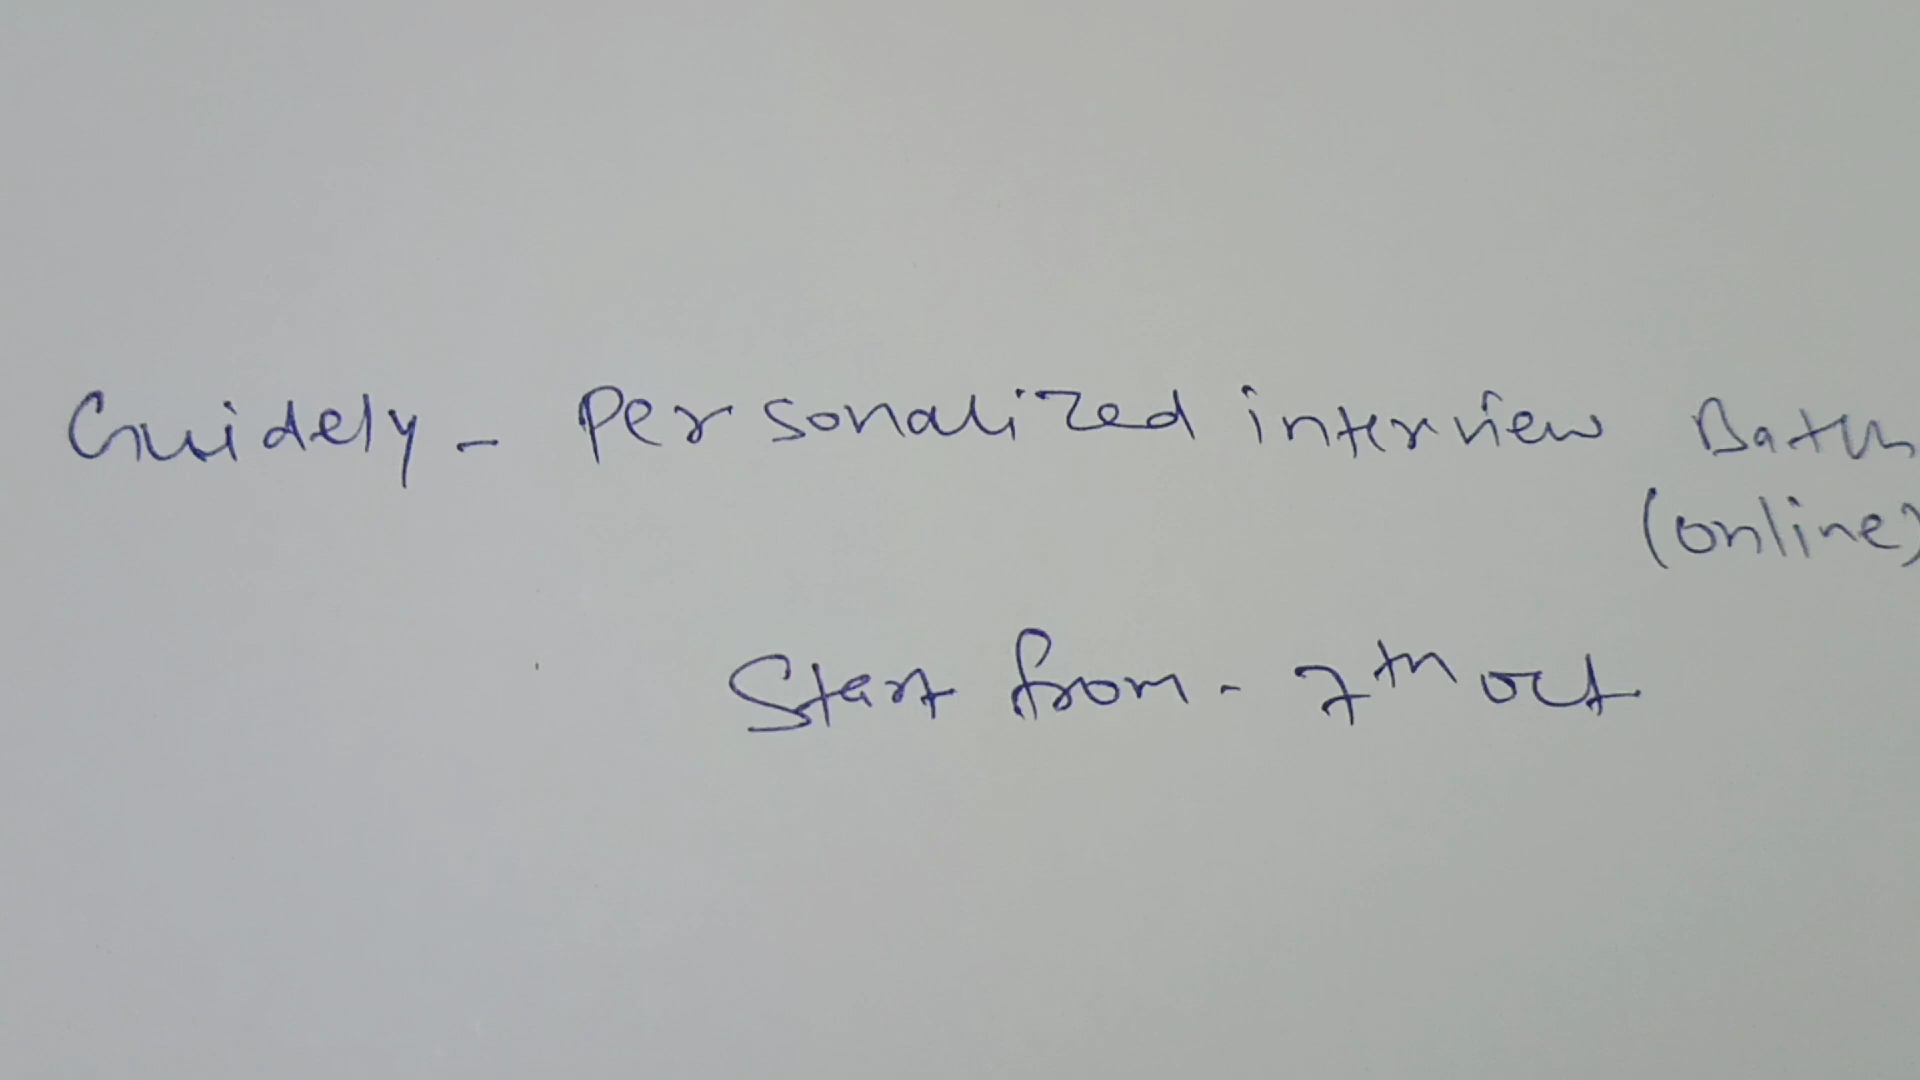 Guidely - Personalized interview Batch
(online)
Start from - 7th oct